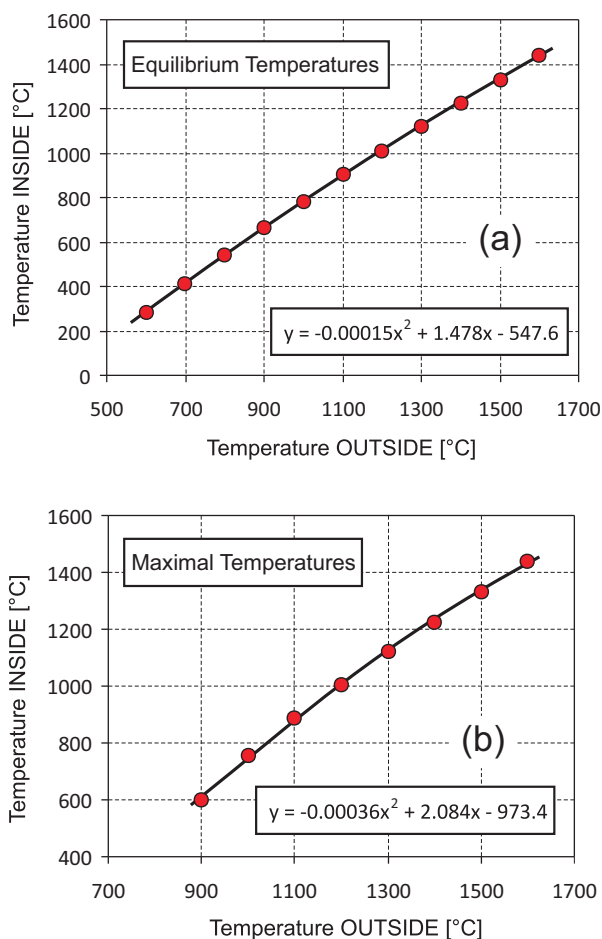 1600
1400
1200
1000
800
600
400
200
0
Temperature INSIDE [°C]
Equilibrium Temperatures
(a)
y = -0.00015x² + 1.478x - 547.6
500 700 900 1100 1300 1500 1700
Temperature OUTSIDE [°C]
1600
1400
1200
1000
800
600
400
Temperature INSIDE [°C]
Maximal Temperatures
(b)
y = -0.00036x² + 2.084x - 973.4
700 900 1100 1300 1500 1700
Temperature OUTSIDE [°C]